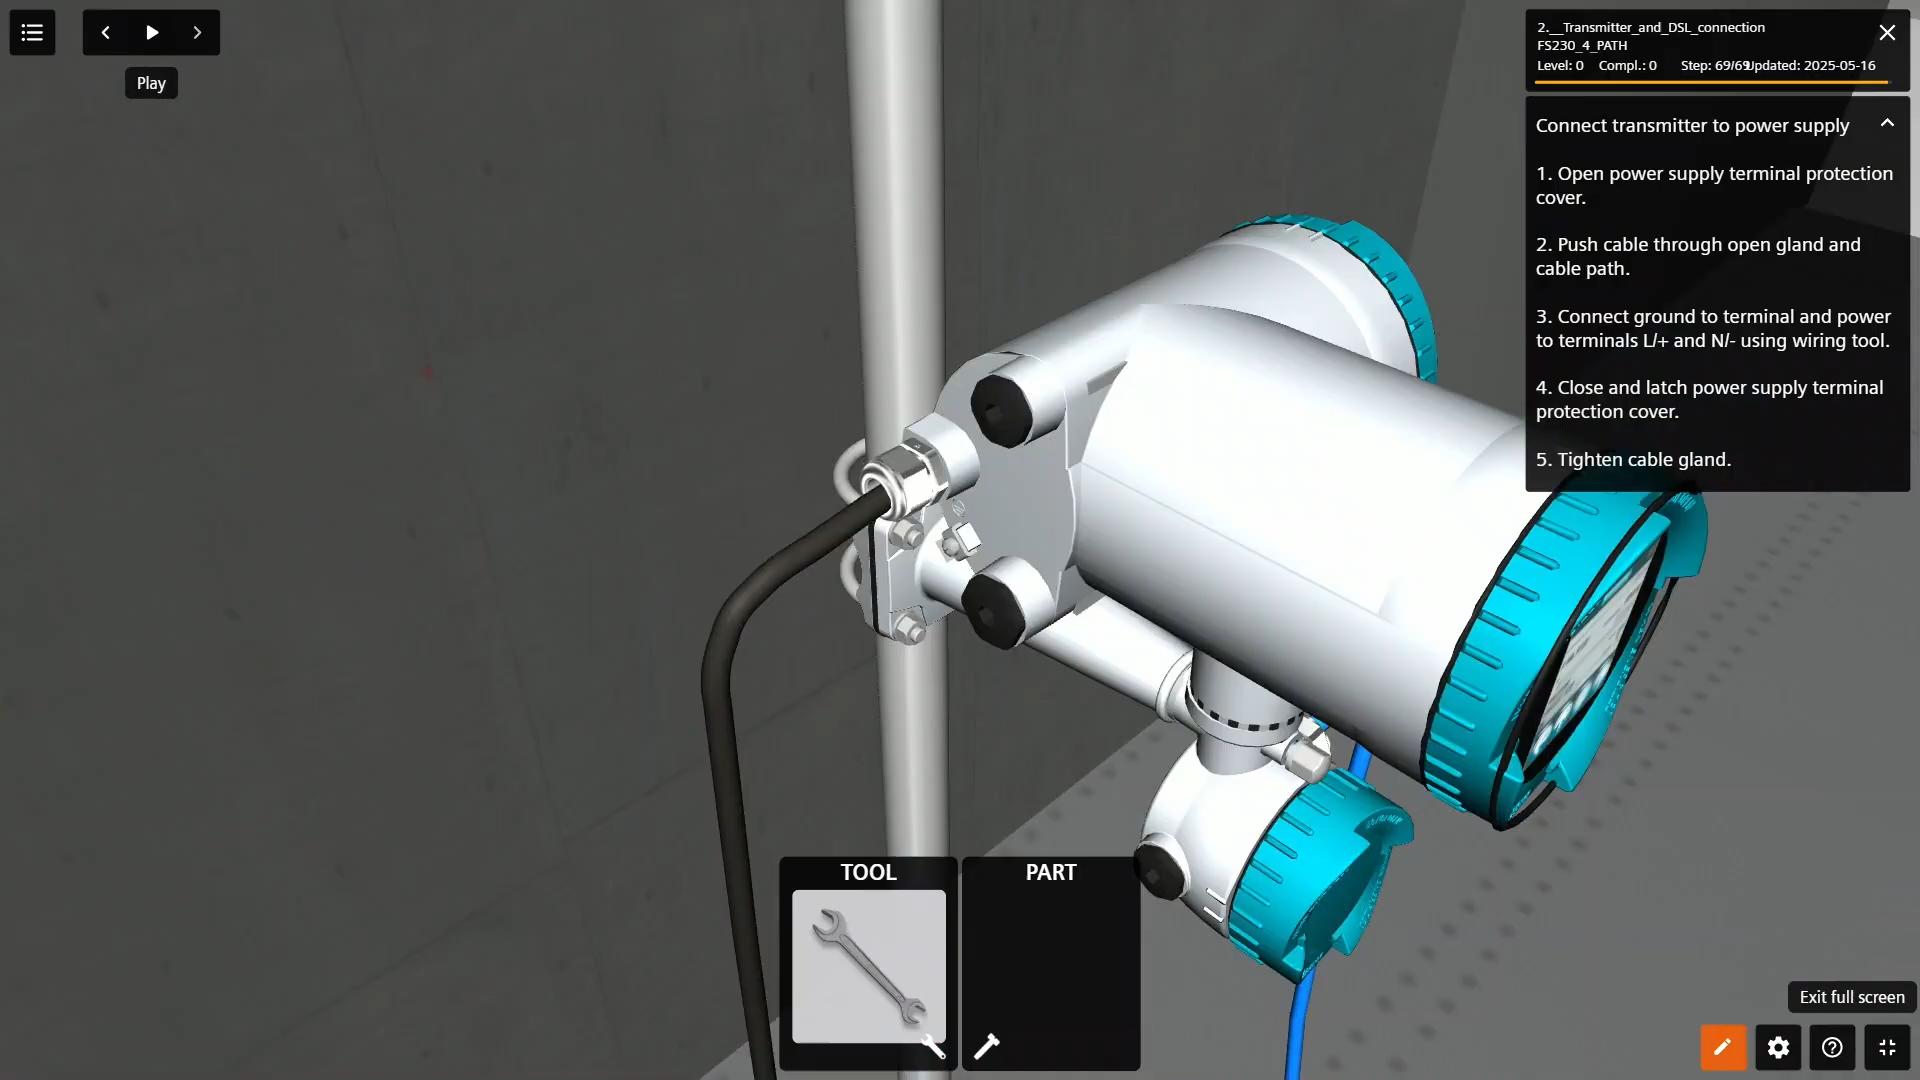 2.__Transmitter_and_DSL_connection
FS230_4_PATH
Level: 0 Compl.: 0 Step: 69/69 Updated: 2025-05-16
Play
Connect transmitter to power supply
1. Open power supply terminal protection
cover.
2. Push cable through open gland and
cable path.
3. Connect ground to terminal and power
to terminals L/+ and N/- using wiring tool.
4. Close and latch power supply terminal
protection cover.
5. Tighten cable gland.
TOOL
PART
Exit full screen